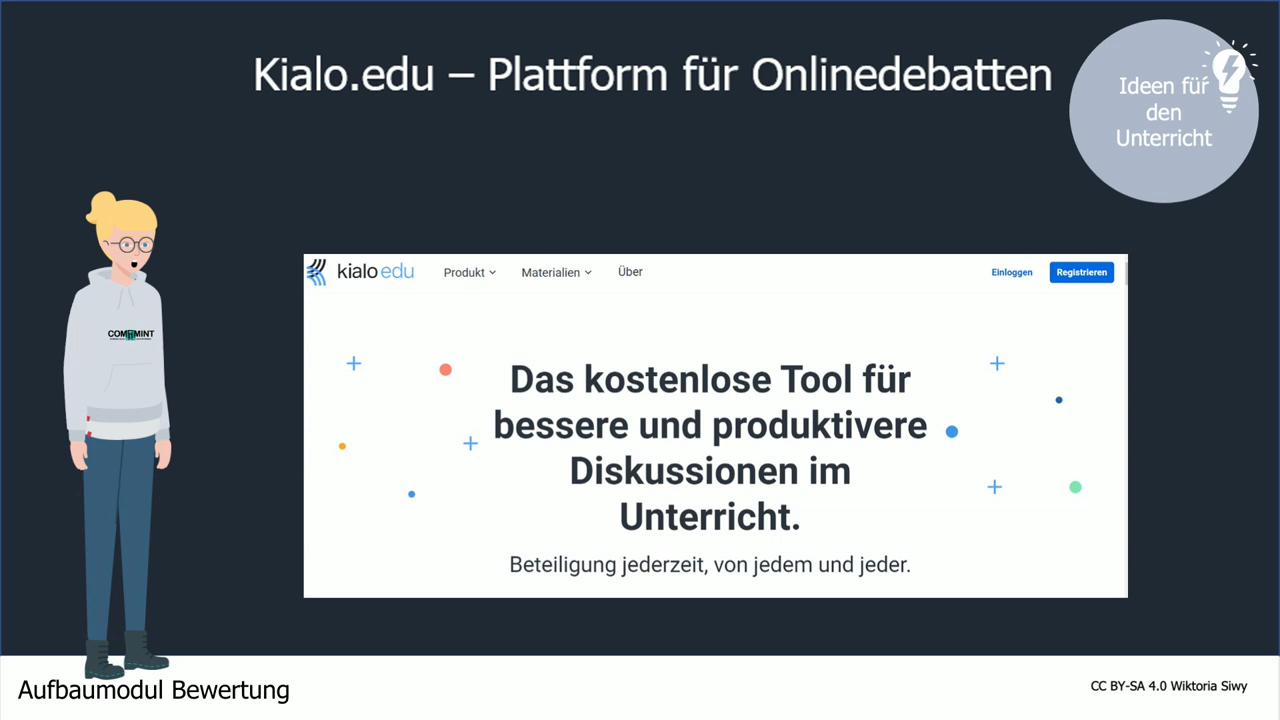 Kialo.edu – Plattform für Onlinedebatten
Ideen für
den
Unterricht
kialo edu
Produkt
Materialien
Über
Einloggen
Registrieren
COMeMINT
Das kostenlose Tool für
bessere und produktivere
Diskussionen im
Unterricht.
Beteiligung jederzeit, von jedem und jeder.
Aufbaumodul Bewertung
CC BY-SA 4.0 Wiktoria Siwy